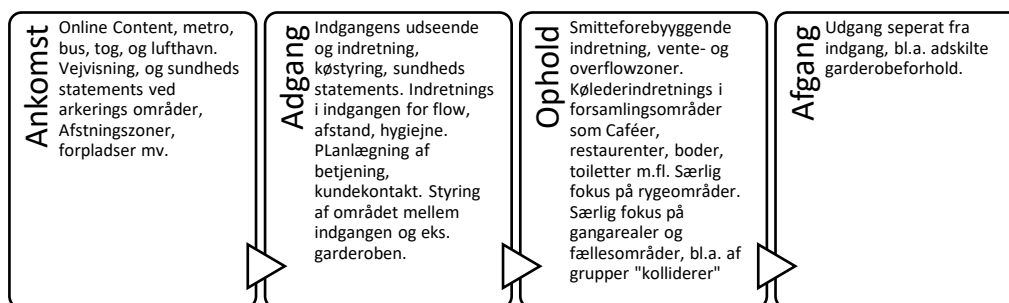 Ankomst
Online Content, metro,
bus, tog, og lufthavn.
Vejvisning, og sundheds
statements ved
arkerings områder,
Afstningszoner,
forpladser mv.
Adgang
Indgangens udseende
og indretning,
køstyring, sundheds
statements. Indretnings
i indgangen for flow,
afstand, hygiejne.
PLanlægning af
betjening,
kundekontakt. Styring
af området mellem
indgangen og eks.
garderoben.
Ophold
Smitteforebyyggende
indretning, vente- og
overflowzoner.
Kølederindretnings i
forsamlingsområder
som Caféer,
restaurenter, boder,
toiletter m.fl. Særlig
fokus på rygeområder.
Særlig fokus på
gangarealer og
fællesområder, bl.a. af
grupper "kolliderer"
Afgang
Udgang seperat fra
indgang, bl.a. adskilte
garderobeforhold.